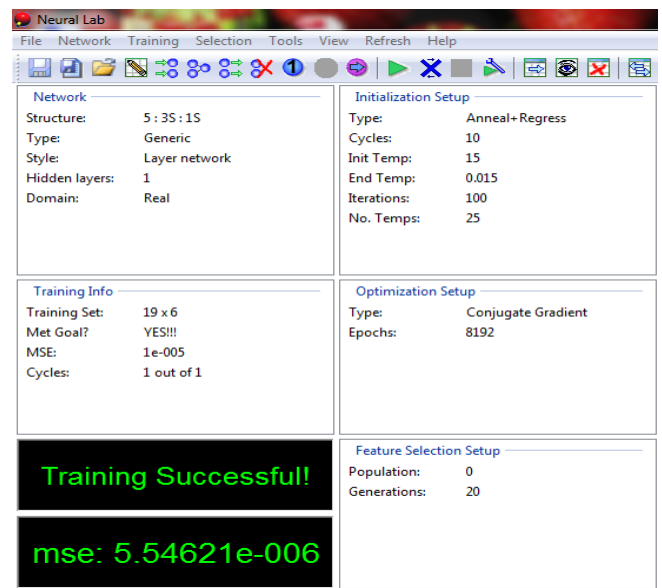 Neural Lab
File Network Training Selection Tools View Refresh Help
1
Network
Structure: 5 : 3S : 1S
Type: Generic
Style: Layer network
Hidden layers: 1
Domain: Real
Initialization Setup
Type: Anneal+Regress
Cycles: 10
Init Temp: 15
End Temp: 0.015
Iterations: 100
No. Temps: 25
Training Info
Training Set: 19 x 6
Met Goal? YES!!!
MSE: 1e-005
Cycles: 1 out of 1
Optimization Setup
Type: Conjugate Gradient
Epochs: 8192
Training Successful!
mse: 5.54621e-006
Feature Selection Setup
Population: 0
Generations: 20